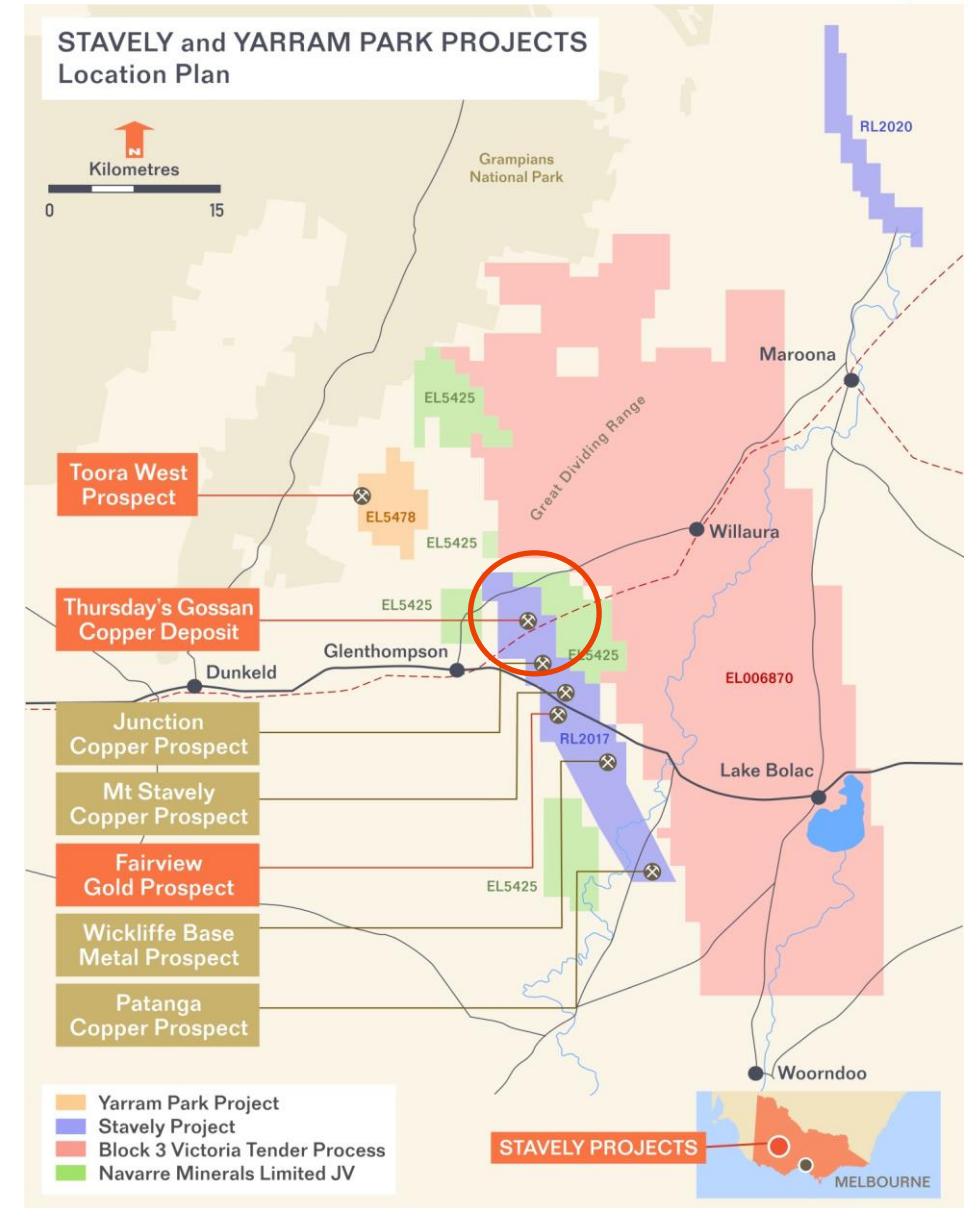 STAVELY and YARRAM PARK PROJECTS
Location Plan
N
Kilometres
0 15
RL2020
Grampians
National Park
Maroona
EL5425
Great Dividing Range
Toora West
Prospect
EL5478
Willaura
EL5425
Thursday's Gossan
Copper Deposit
EL5425
Glenthompson
EL5425
Dunkeld
EL006870
Junction
Copper Prospect
RL2017
Mt Stavely
Copper Prospect
Lake Bolac
Fairview
Gold Prospect
EL5425
Wickliffe Base
Metal Prospect
Patanga
Copper Prospect
Woorndoo
Yarram Park Project
Stavely Project
Block 3 Victoria Tender Process
Navarre Minerals Limited JV
STAVELY PROJECTS
MELBOURNE